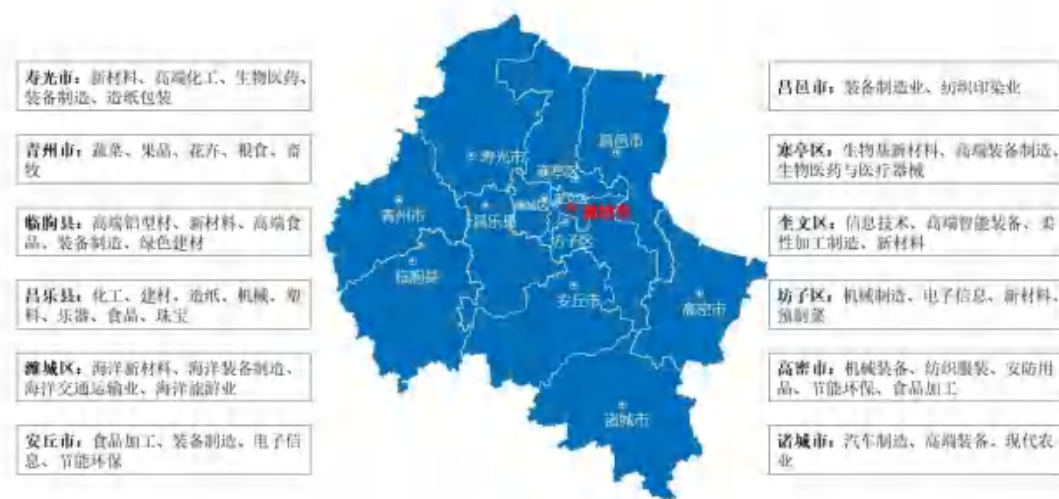 寿光市：新材料、高端化工、生物医药、
装备制造、造纸包装
青州市：蔬菜、果品、花卉、粮食、畜
牧
临朐县：高端铝型材、新材料、高端食
品、装备制造、绿色建材
昌乐县：化工、建材、造纸、机械、塑
料、乐器、食品、珠宝
潍城区：海洋新材料、海洋装备制造、
海洋交通运输业、海洋旅游业
安丘市：食品加工、装备制造、电子信
息、节能环保
昌邑市
寿光市
寒亭区
青州市
昌乐县
潍城区
潍坊市
坊子区
临朐县
安丘市
高密市
诸城市
昌邑市：装备制造业、纺织印染业
寒亭区：生物基新材料、高端装备制造、
生物医药与医疗器械
奎文区：信息技术、高端智能装备、柔
性加工制造、新材料
坊子区：机械制造、电子信息、新材料、
预制菜
高密市：机械装备、纺织服装、安防用
品、节能环保、食品加工
诸城市：汽车制造、高端装备、现代农
业